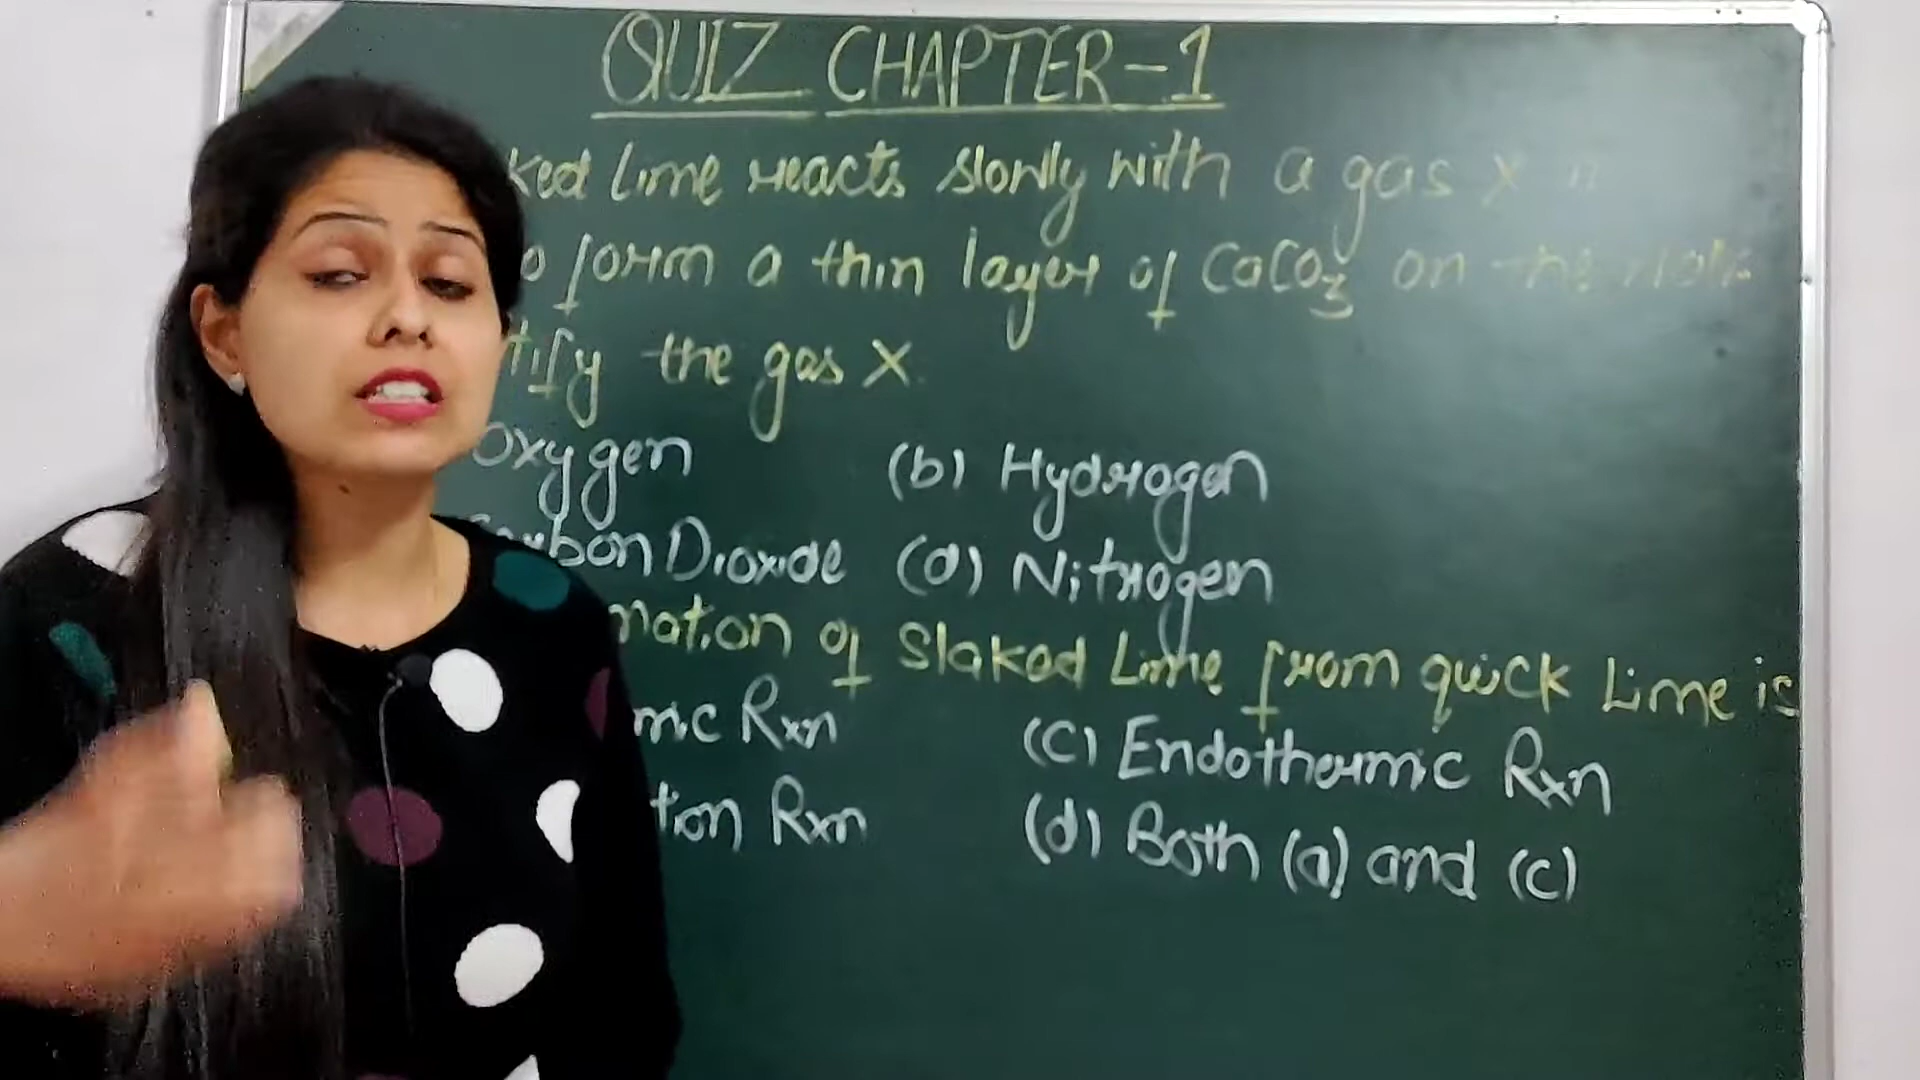 QUIZ CHAPTER-1
ked Lime reacts slowly with a gas X
o form a thin layer of CaCO3 on the
tify the gas X.
Oxygen (b) Hydrogen
Carbon Dioxide (d) Nitrogen
mation of Slaked Lime from quick Lime is
mic Rxn (c) Endothermic Rxn
tion Rxn (d) Both (a) and (c)